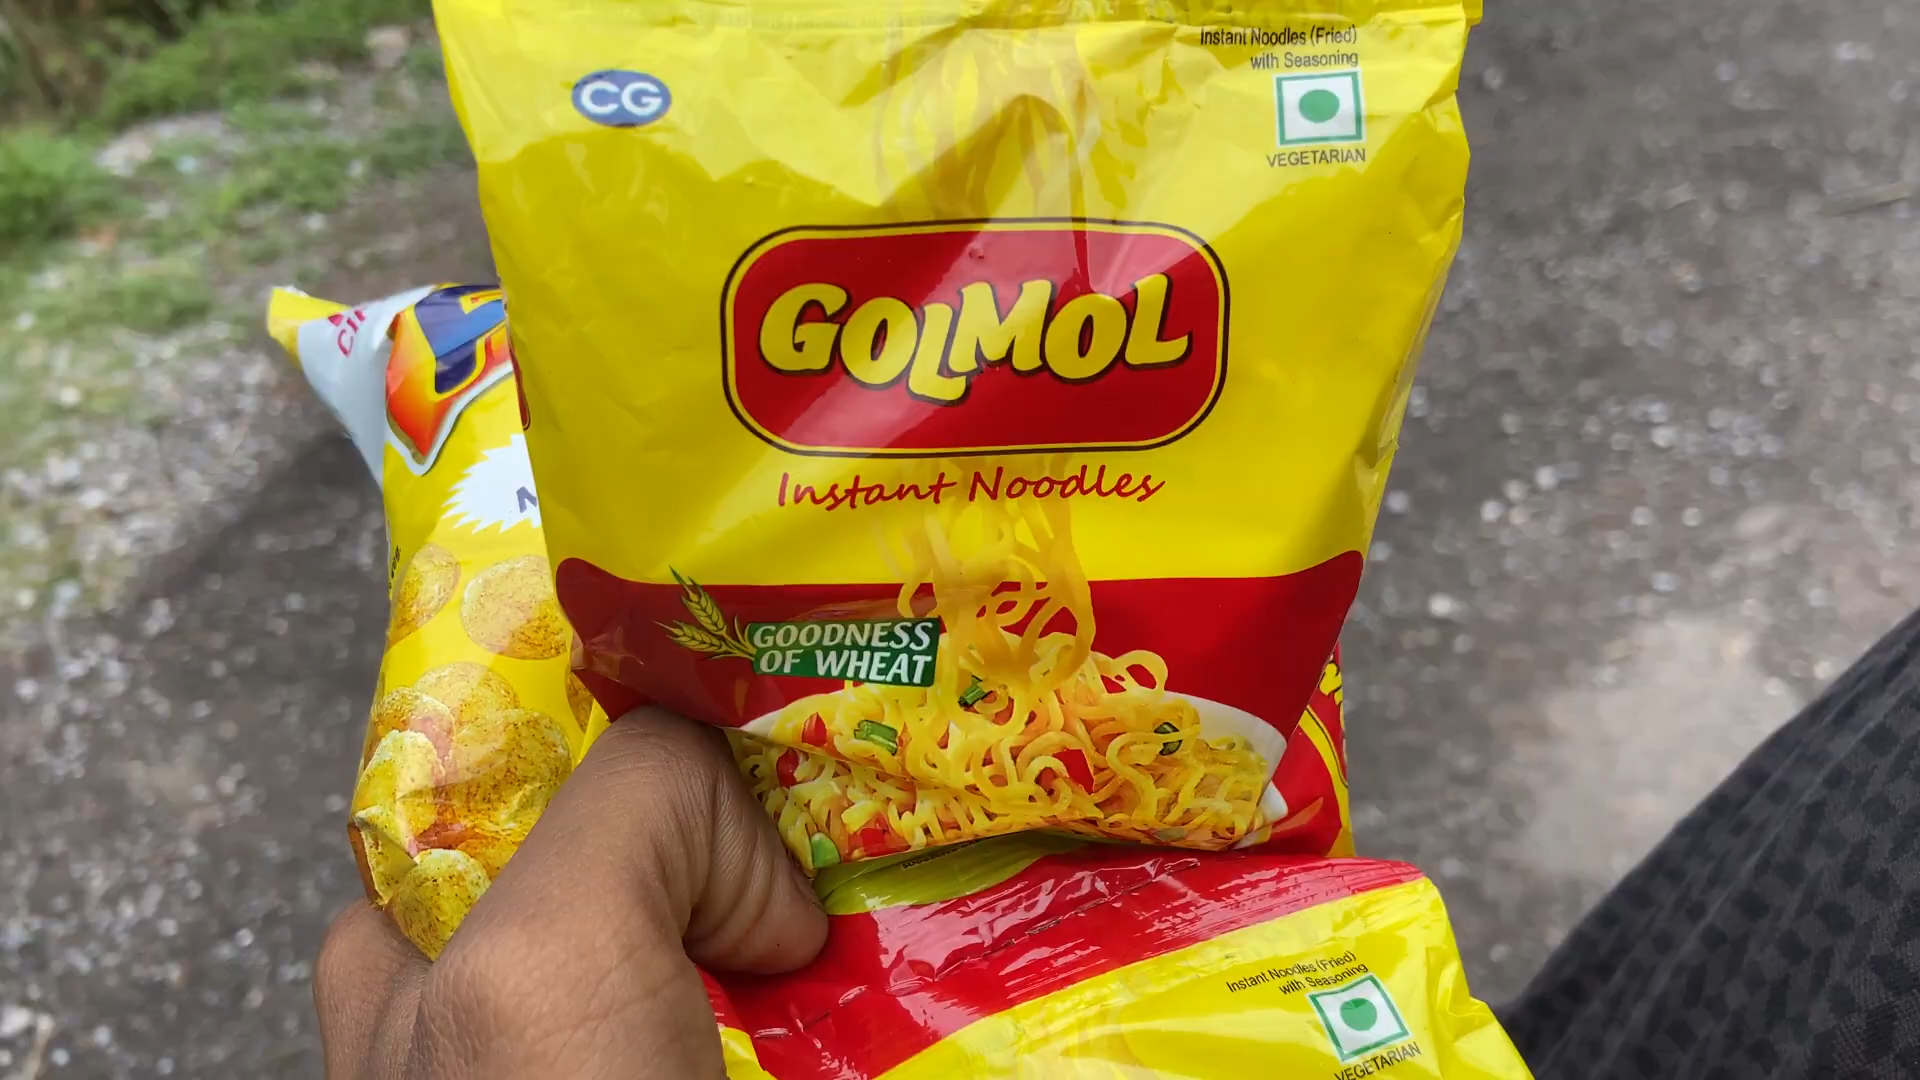 Instant Noodles (Fried)
with Seasoning
CG
VEGETARIAN
GOLMOL
Instant Noodles
GOODNESS
OF WHEAT
Instant Noodles (Fried)
with Seasoning
VEGETARIAN